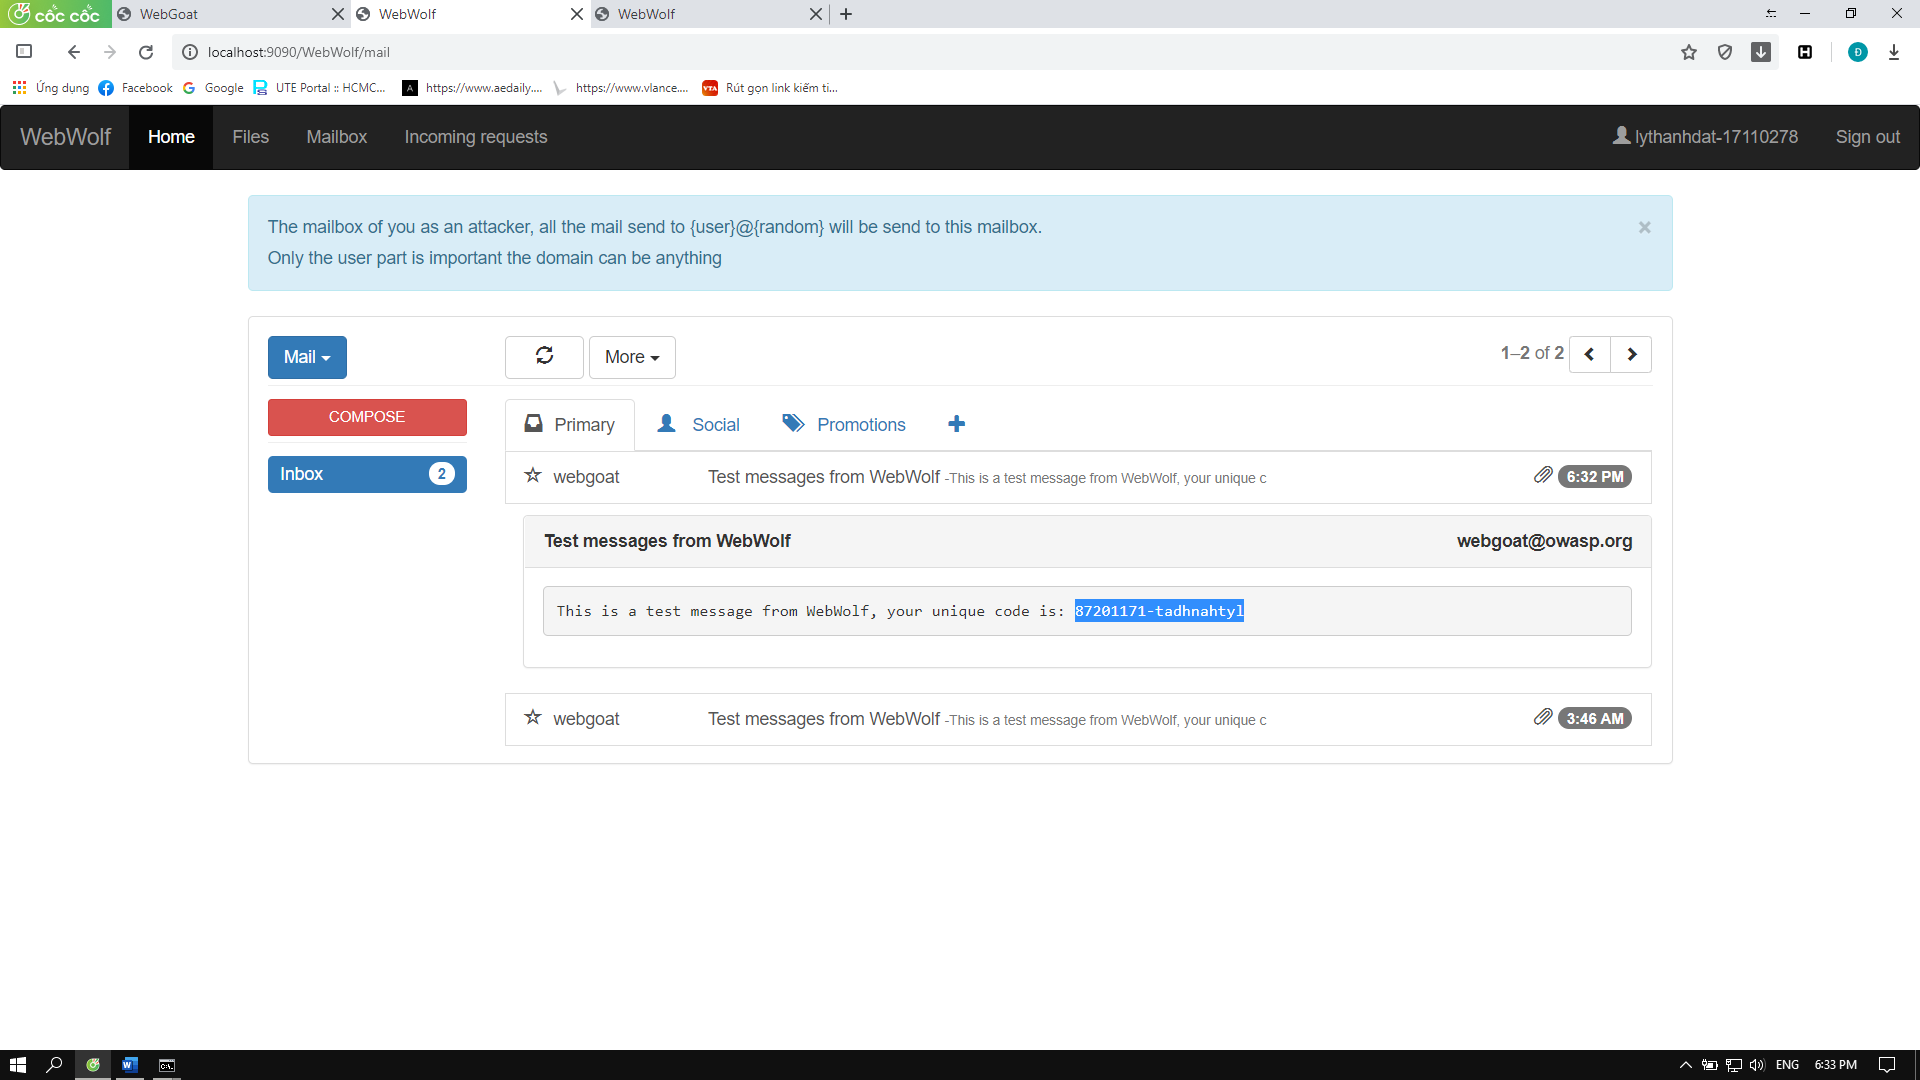 cốc cốc
WebGoat
WebWolf
WebWolf
localhost:9090/WebWolf/mail
Đ
Ứng dụng
Facebook
Google
UTE Portal :: HCMC...
https://www.aedaily....
https://www.vlance....
VTA
Rút gọn link kiếm ti...
WebWolf
Home
Files
Mailbox
Incoming requests
lythanhdat-17110278
Sign out
The mailbox of you as an attacker, all the mail send to {user}@{random} will be send to this mailbox.
Only the user part is important the domain can be anything
Mail
More
1–2 of 2
COMPOSE
Primary
Social
Promotions
Inbox
2
webgoat
Test messages from WebWolf -This is a test message from WebWolf, your unique c
6:32 PM
Test messages from WebWolf
webgoat@owasp.org
This is a test message from WebWolf, your unique code is: 87201171-tadhnahtyl
webgoat
Test messages from WebWolf -This is a test message from WebWolf, your unique c
3:46 AM
ENG
6:33 PM